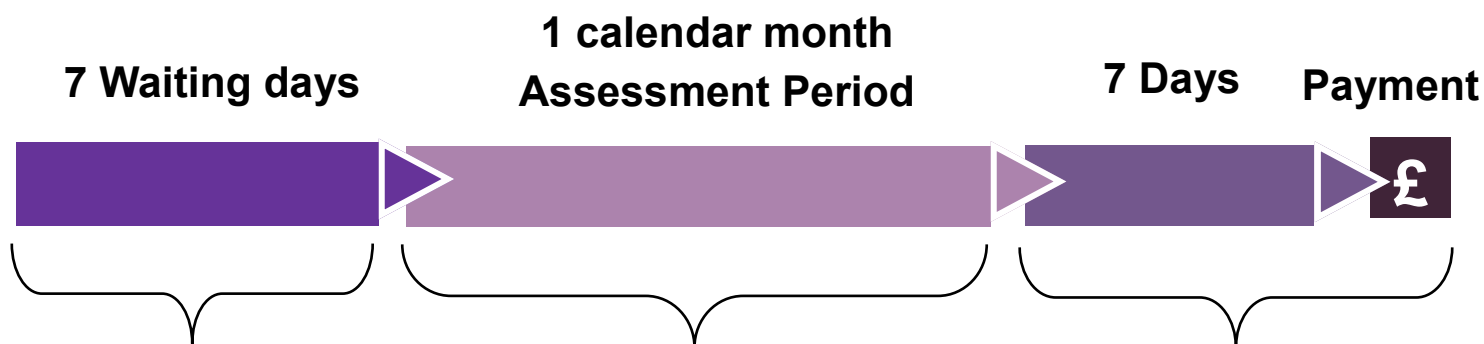 7 Waiting days
1 calendar month
Assessment Period
7 Days
Payment
£